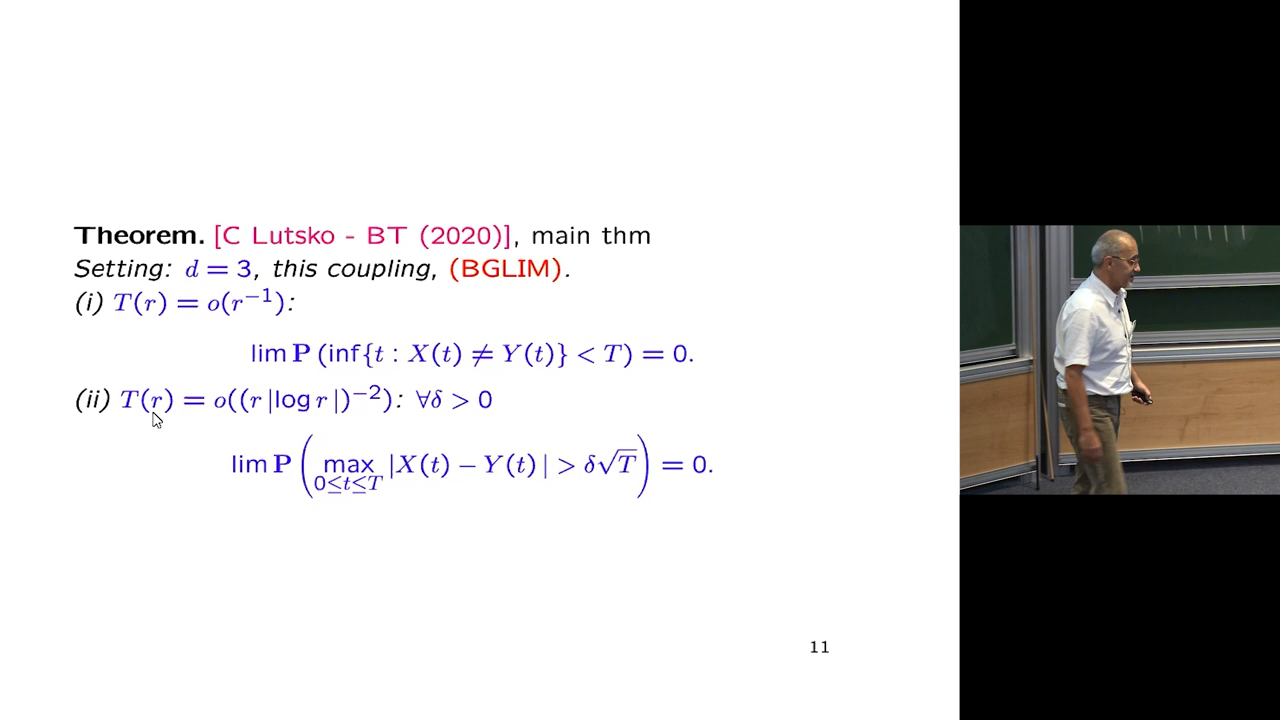 Theorem. [C Lutsko - BT (2020)], main thm
Setting: d = 3, this coupling, (BGLIM).
(i) T(r) = o(r⁻¹):
lim P (inf{t : X(t) ≠ Y(t)} < T) = 0.
(ii) T(r) = o((r |log r|)⁻²): ∀δ > 0
lim P ( max_{0≤t≤T} |X(t) − Y(t)| > δ√T ) = 0.
11